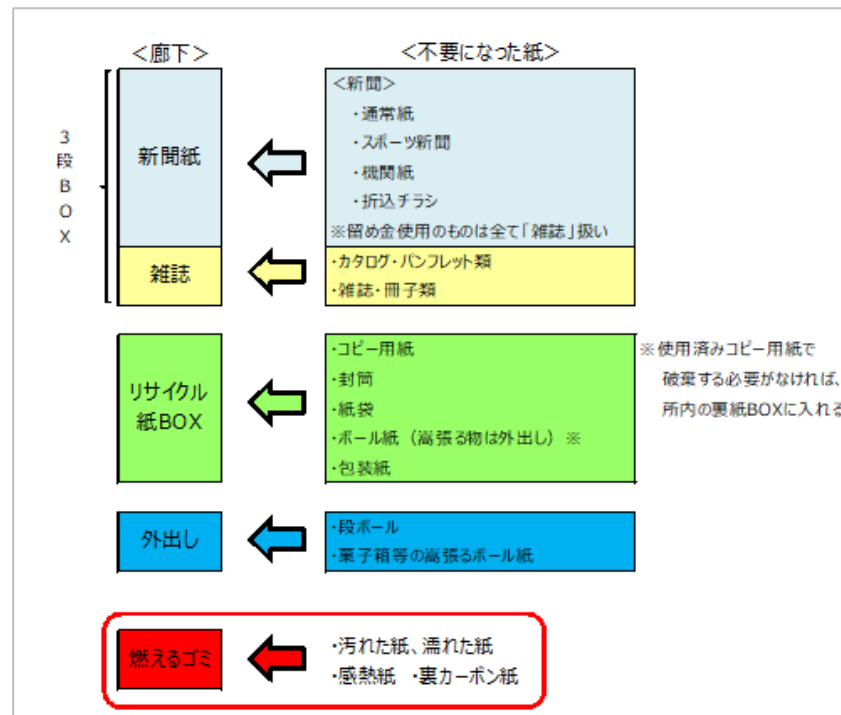 ＜廊下＞
＜不要になった紙＞
3段BOX
新聞紙
＜新聞＞
・通常紙
・スポーツ新聞
・機関紙
・折込チラシ
※留め金使用のものは全て「雑誌」扱い
雑誌
・カタログ・パンフレット類
・雑誌・冊子類
リサイクル
紙BOX
・コピー用紙
・封筒
・紙袋
・ボール紙（嵩張る物は外出し）※
・包装紙
※使用済みコピー用紙で
破棄する必要がなければ、
所内の裏紙BOXに入れる
外出し
・段ボール
・菓子箱等の嵩張るボール紙
燃えるゴミ
・汚れた紙、濡れた紙
・感熱紙 ・裏カーボン紙